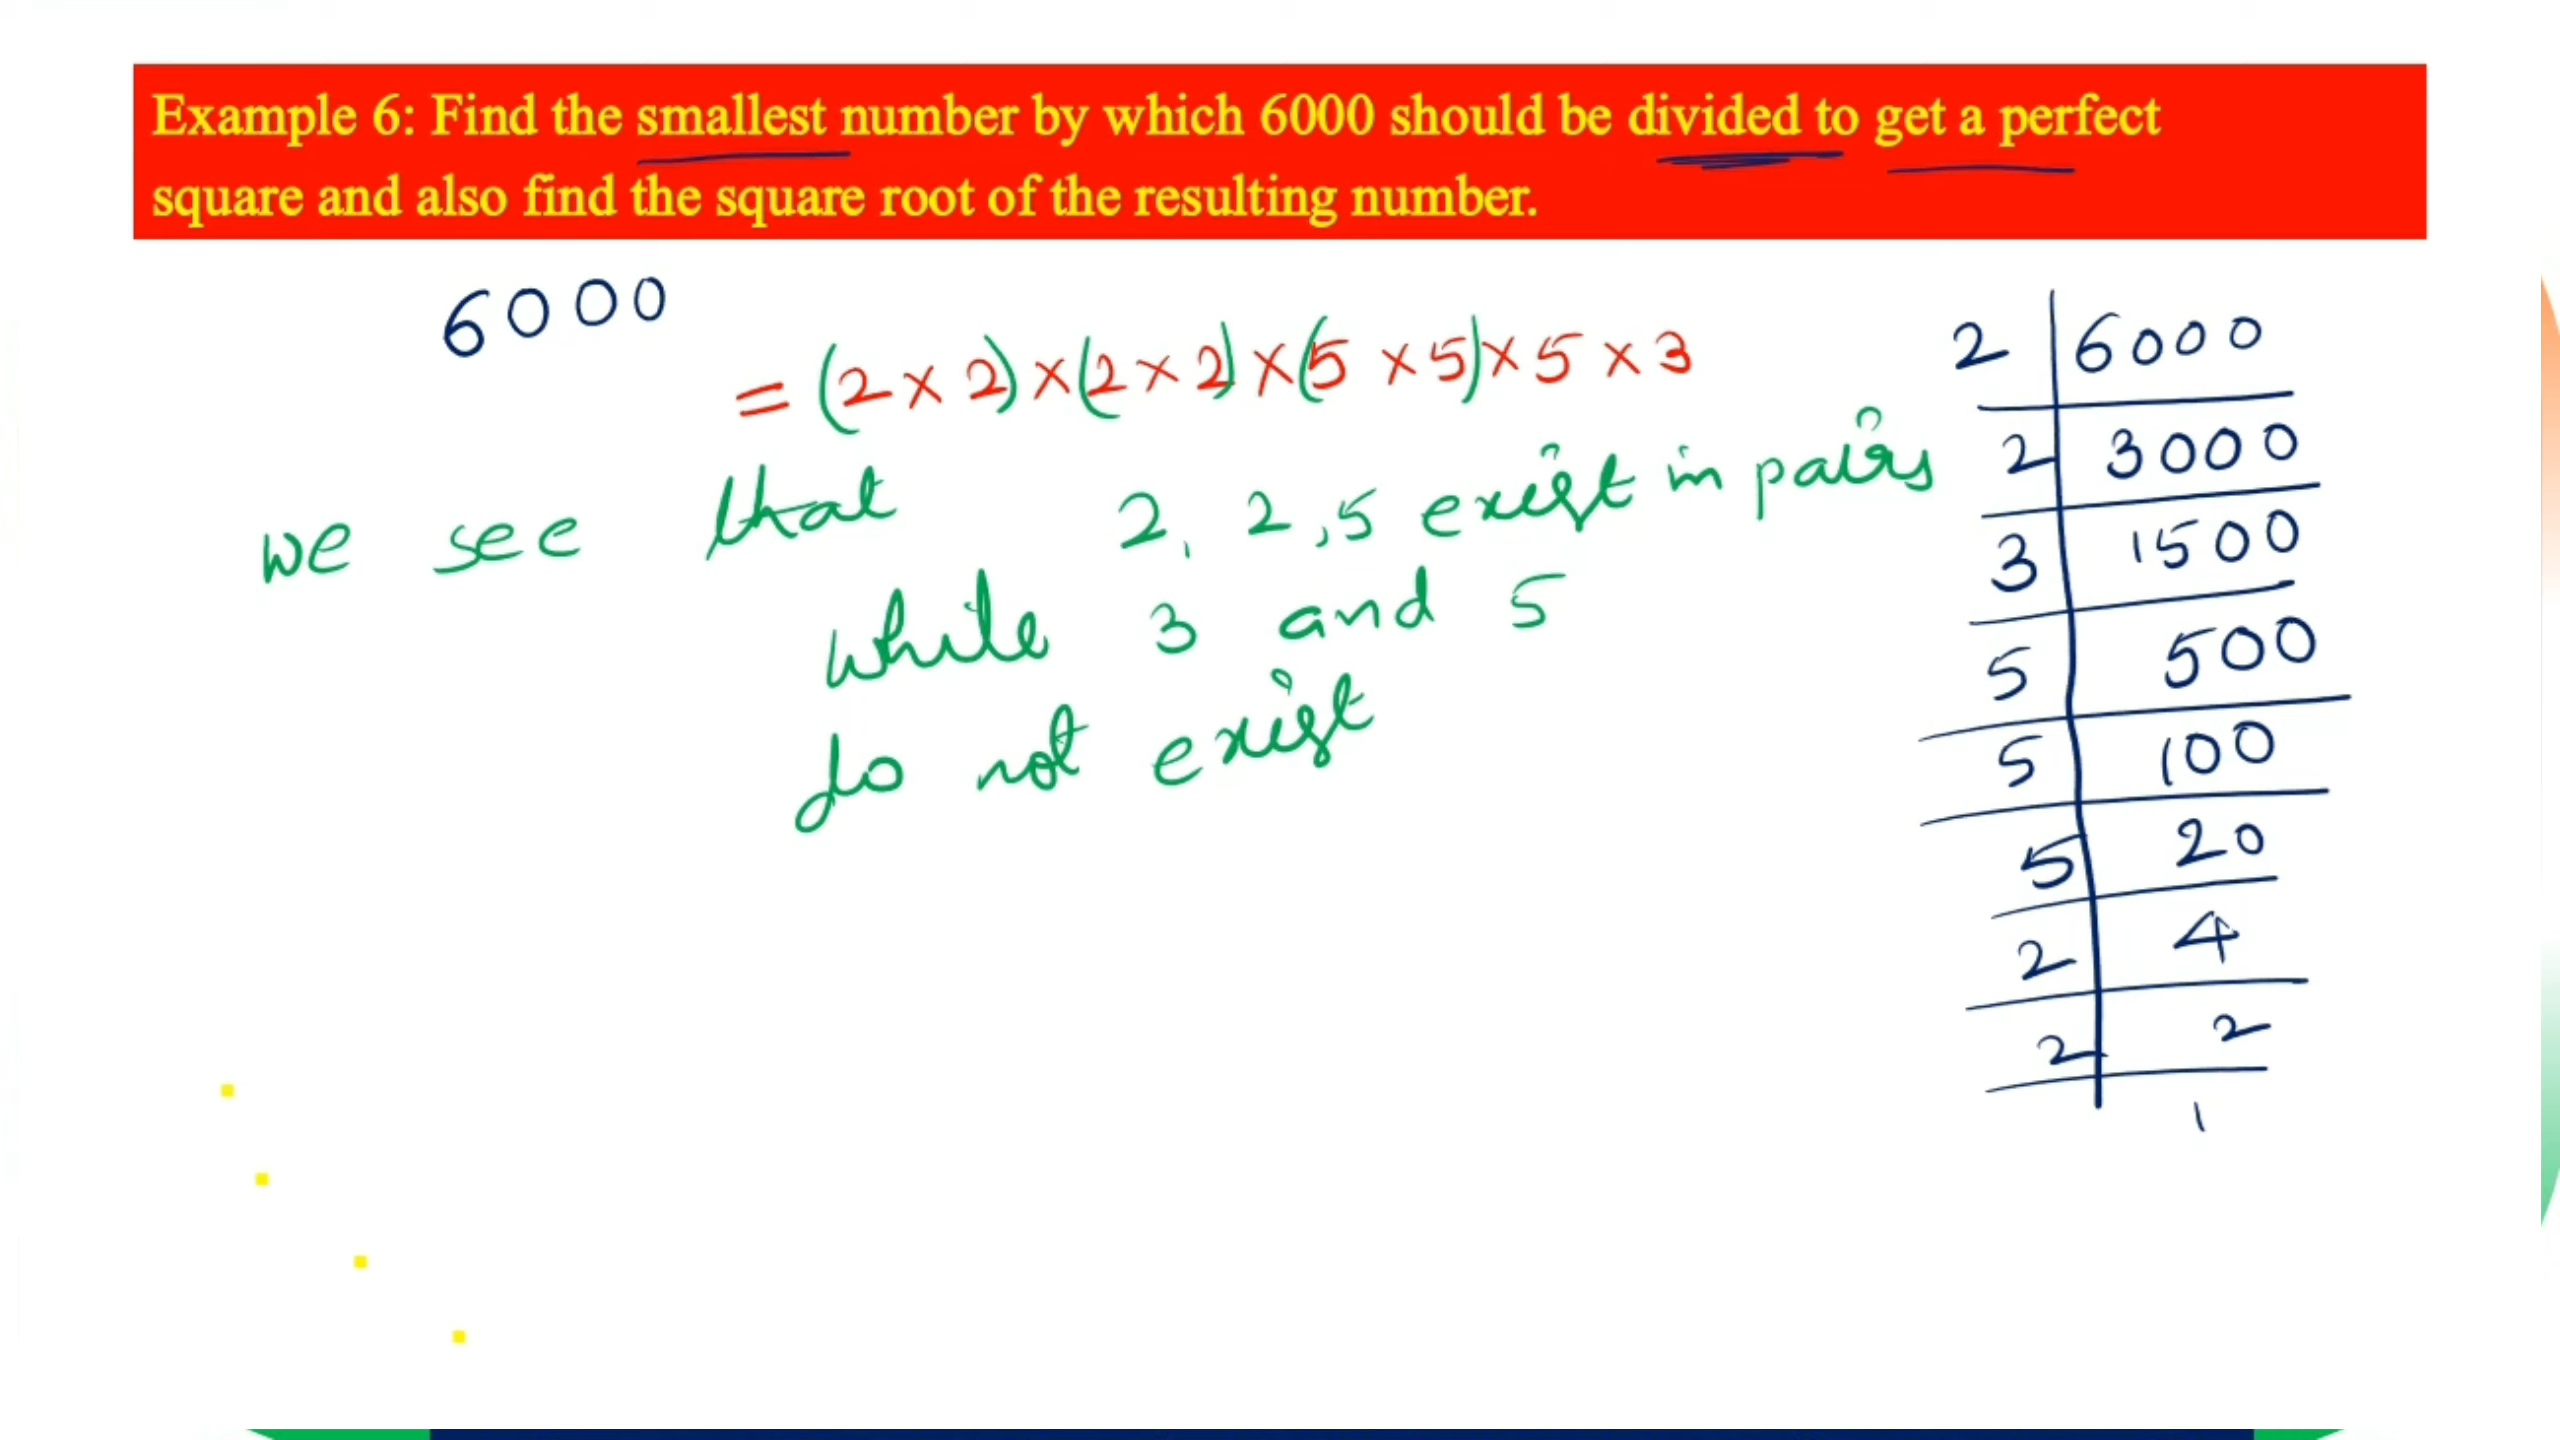 Example 6: Find the smallest number by which 6000 should be divided to get a perfect
square and also find the square root of the resulting number.
6000
= (2 × 2) × (2 × 2) × (5 × 5) × 5 × 3
we see that 2, 2, 5 exist in pairs
while 3 and 5
do not exist
2 | 6000
2 | 3000
3 | 1500
5 | 500
5 | 100
5 | 20
2 | 4
2 | 2
1